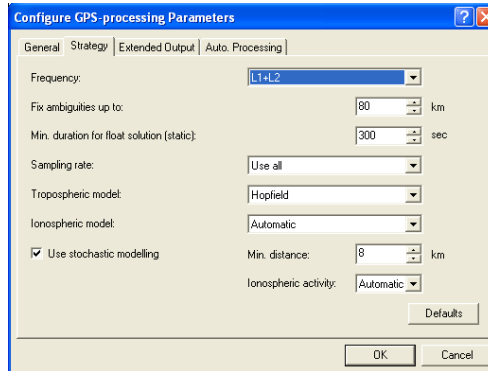 Configure GPS-processing Parameters
General Strategy Extended Output Auto. Processing
Frequency: L1+L2
Fix ambiguities up to: 80 km
Min. duration for float solution (static): 300 sec
Sampling rate: Use all
Tropospheric model: Hopfield
Ionospheric model: Automatic
Use stochastic modelling Min. distance: 8 km
Ionospheric activity: Automatic
Defaults
OK Cancel